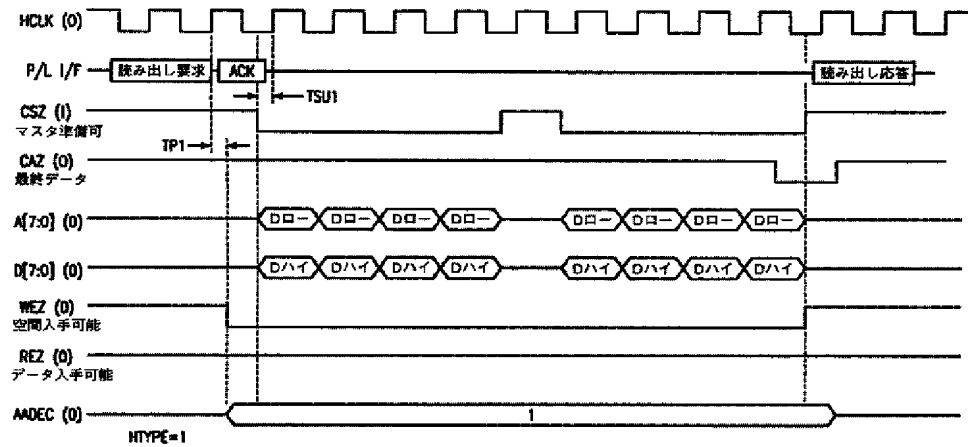 HCLK (O)
P/L I/F 読み出し要求 ACK 読み出し応答
TSU1
CSZ (I)
マスタ準備可
TP1
CAZ (O)
最終データ
A[7:0] (O) Dロー Dロー Dロー Dロー Dロー Dロー Dロー Dロー
D[7:0] (O) Dハイ Dハイ Dハイ Dハイ Dハイ Dハイ Dハイ Dハイ
WEZ (O)
空間入手可能
REZ (O)
データ入手可能
AADEC (O) 1
HTYPE=1